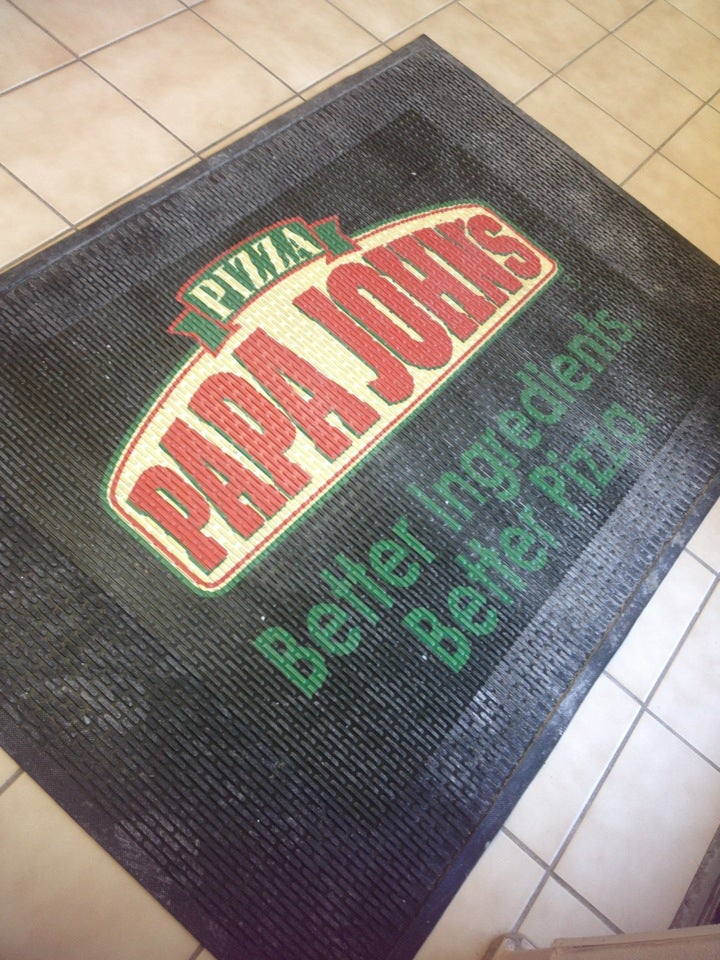 PIZZA
PAPA JOHNS
Better Ingredients.
Better Pizza.